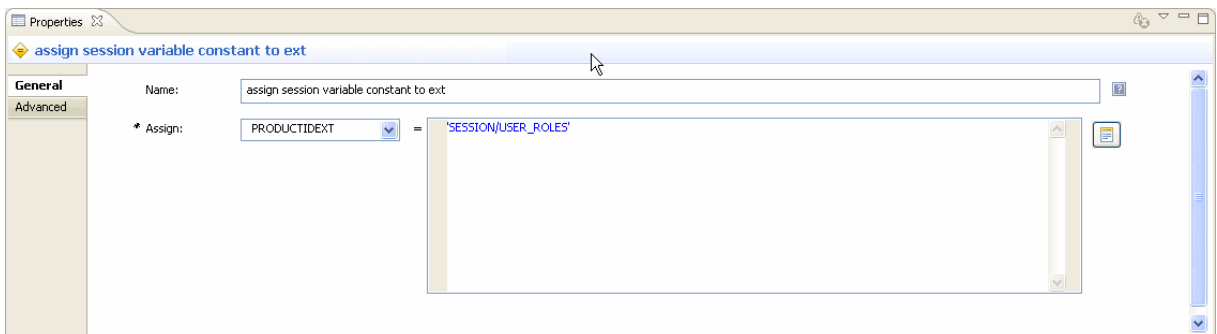 Properties
assign session variable constant to ext
General
Name: assign session variable constant to ext
Advanced
* Assign: PRODUCTIDEXT = 'SESSION/USER_ROLES'